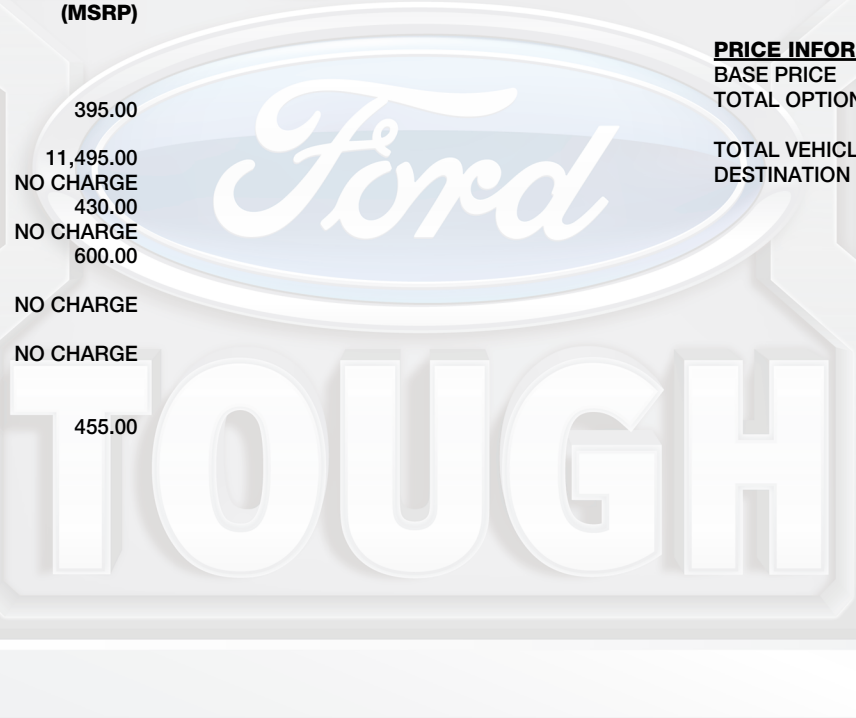 (MSRP)
395.00
11,495.00
NO CHARGE
430.00
NO CHARGE
600.00
NO CHARGE
NO CHARGE
455.00
PRICE INFOR
BASE PRICE
TOTAL OPTION
TOTAL VEHICL
DESTINATION
Ford
TOUGH